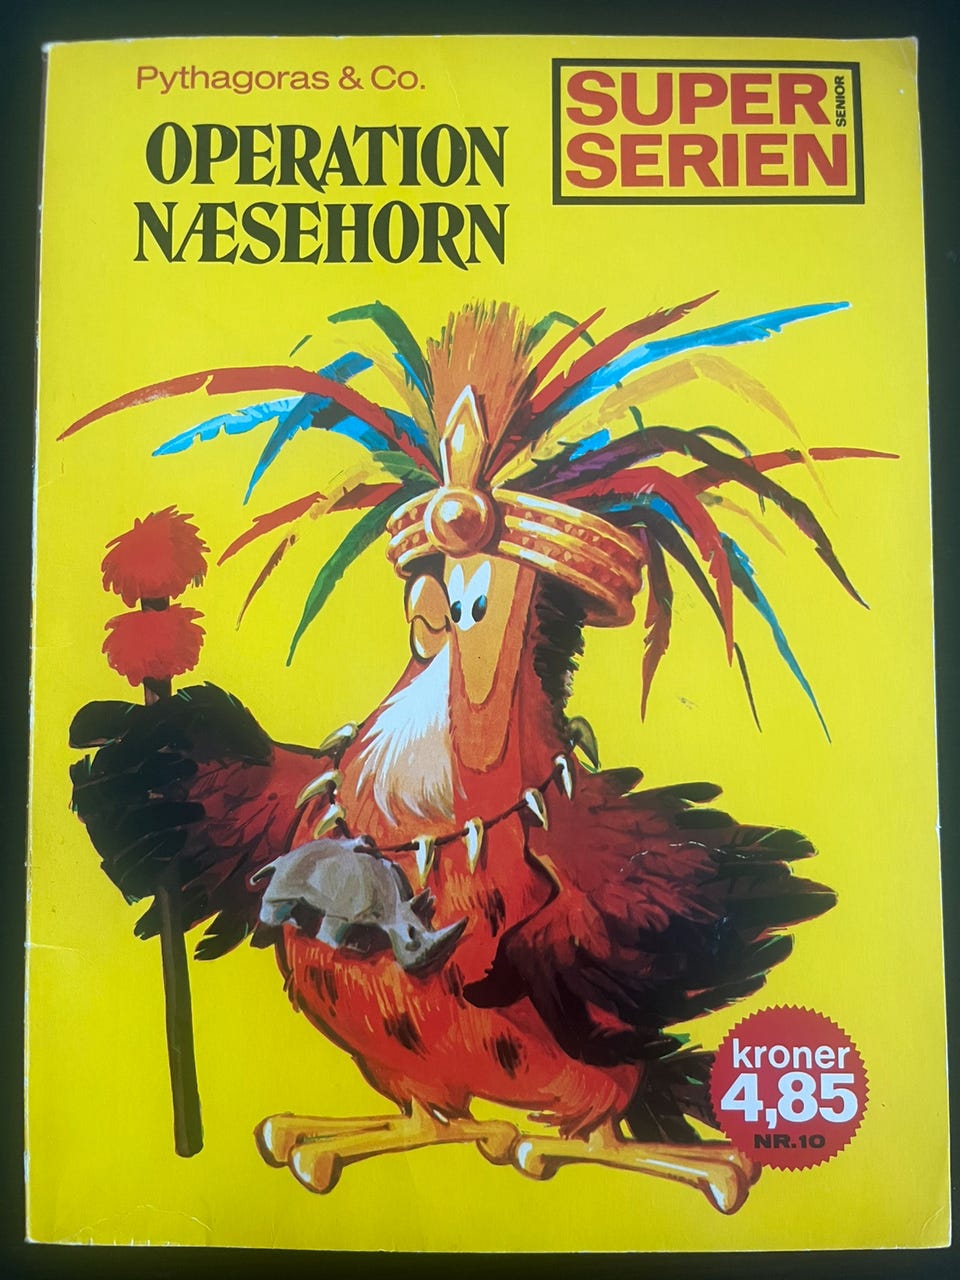 Pythagoras & Co.
OPERATION
NÆSEHORN
SUPER
SENIOR
SERIEN
kroner
4,85
NR.10